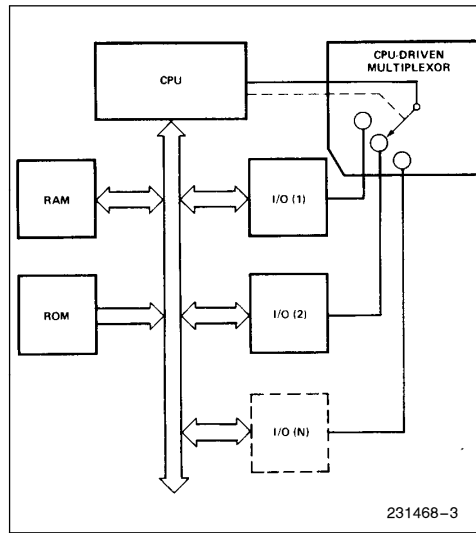 CPU-DRIVEN
MULTIPLEXOR
CPU
RAM
I/O (1)
ROM
I/O (2)
I/O (N)
231468–3